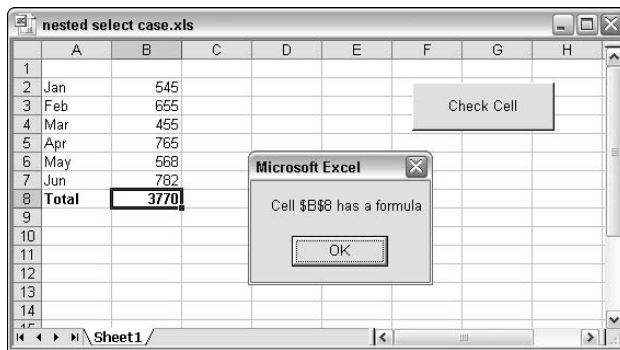 nested select case.xls
A B C D E F G H
1
2 Jan 545
3 Feb 655
4 Mar 455
5 Apr 765
6 May 568
7 Jun 782
8 Total 3770
9
10
11
12
13
14
15
Check Cell
Microsoft Excel
Cell $B$8 has a formula
OK
Sheet1